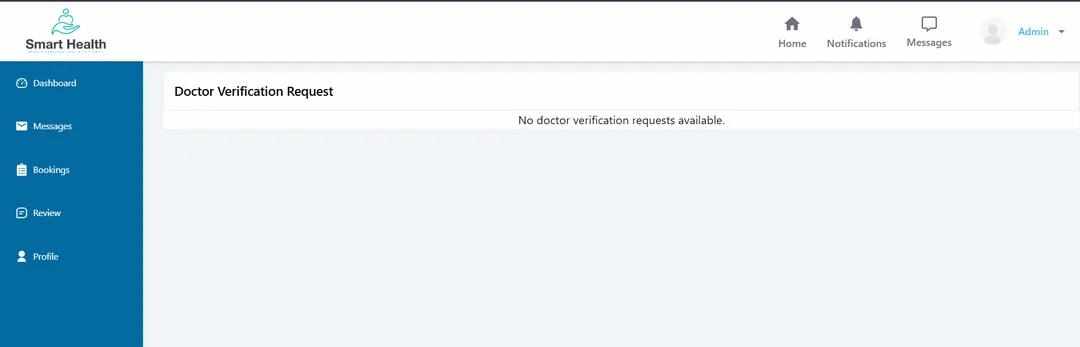 Smart Health
Home
Notifications
Messages
Admin
Dashboard
Messages
Bookings
Review
Profile
Doctor Verification Request
No doctor verification requests available.